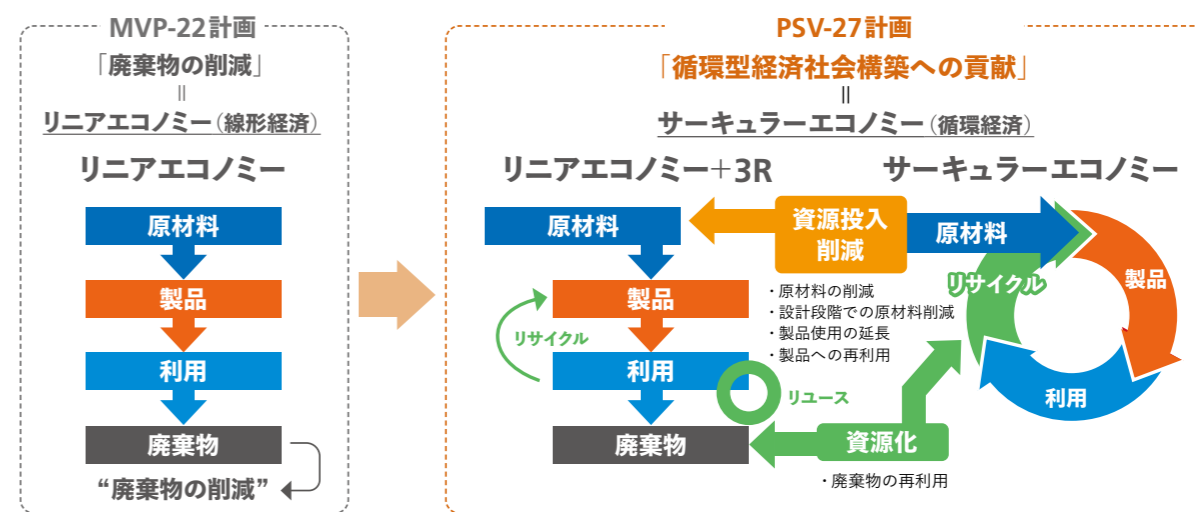 MVP-22計画
「廃棄物の削減」
＝
リニアエコノミー（線形経済）
リニアエコノミー
原材料
製品
利用
廃棄物
“廃棄物の削減”
PSV-27計画
「循環型経済社会構築への貢献」
＝
サーキュラーエコノミー（循環経済）
リニアエコノミー＋3R
原材料
製品
利用
廃棄物
リサイクル
リユース
資源投入
削減
・原材料の削減
・設計段階での原材料削減
・製品使用の延長
・製品への再利用
資源化
・廃棄物の再利用
サーキュラーエコノミー
原材料
製品
利用
リサイクル